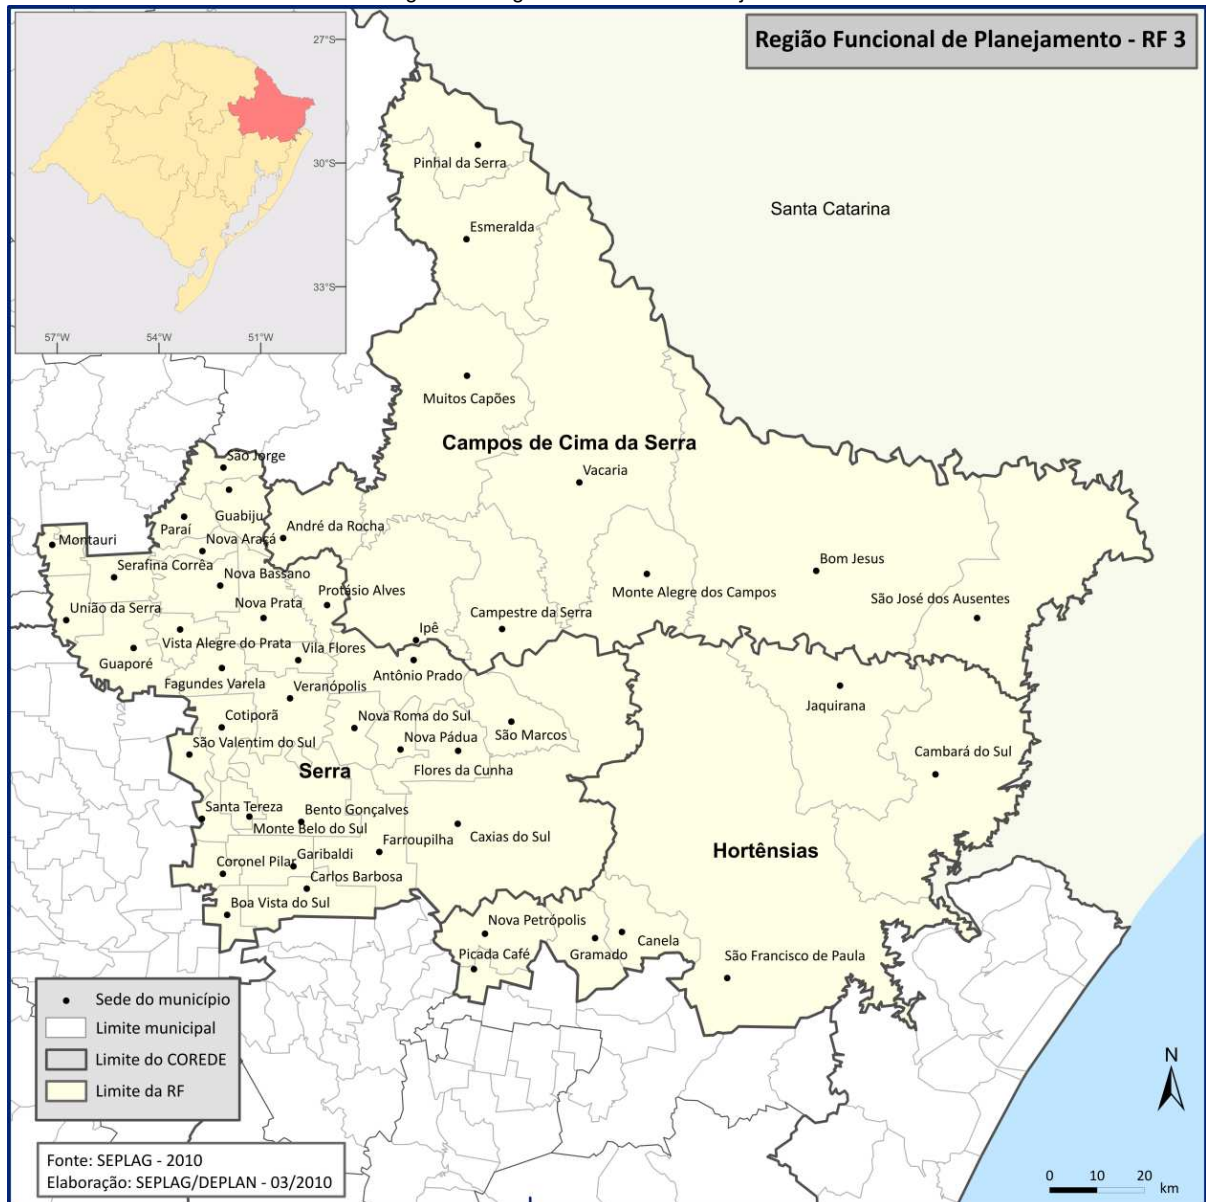 Região Funcional de Planejamento - RF 3
27°S
30°S
33°S
57°W
54°W
51°W
Santa Catarina
Pinhal da Serra
Esmeralda
Muitos Capões
Campos de Cima da Serra
Vacaria
São Jorge
Guabiju
Paraí
André da Rocha
Montauri
Nova Araçá
Serafina Corrêa
Nova Bassano
Bom Jesus
Monte Alegre dos Campos
Protásio Alves
São José dos Ausentes
União da Serra
Nova Prata
Campestre da Serra
Ipê
Vista Alegre do Prata
Vila Flores
Guaporé
Antônio Prado
Fagundes Varela
Veranópolis
Jaquirana
Cotiporã
Nova Roma do Sul
São Marcos
São Valentim do Sul
Nova Pádua
Cambará do Sul
Serra
Flores da Cunha
Santa Tereza
Bento Gonçalves
Monte Belo do Sul
Caxias do Sul
Farroupilha
Hortênsias
Coronel Pilar
Garibaldi
Carlos Barbosa
Boa Vista do Sul
Nova Petrópolis
Picada Café
Gramado
Canela
São Francisco de Paula
Sede do município
Limite municipal
Limite do COREDE
Limite da RF
Fonte: SEPLAG - 2010
Elaboração: SEPLAG/DEPLAN - 03/2010
N
0 10 20
km